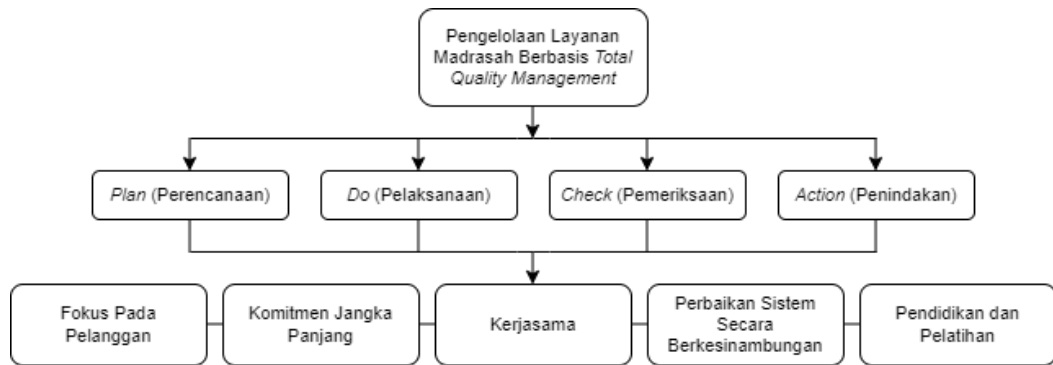 Pengelolaan Layanan
Madrasah Berbasis Total
Quality Management
Plan (Perencanaan)
Do (Pelaksanaan)
Check (Pemeriksaan)
Action (Penindakan)
Fokus Pada
Pelanggan
Komitmen Jangka
Panjang
Kerjasama
Perbaikan Sistem
Secara
Berkesinambungan
Pendidikan dan
Pelatihan